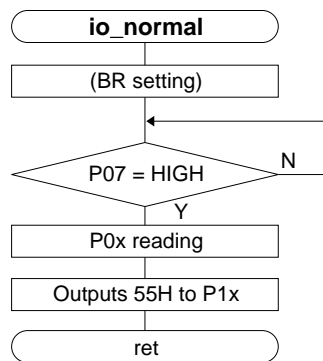 io_normal
(BR setting)
P07 = HIGH
N
Y
P0x reading
Outputs 55H to P1x
ret